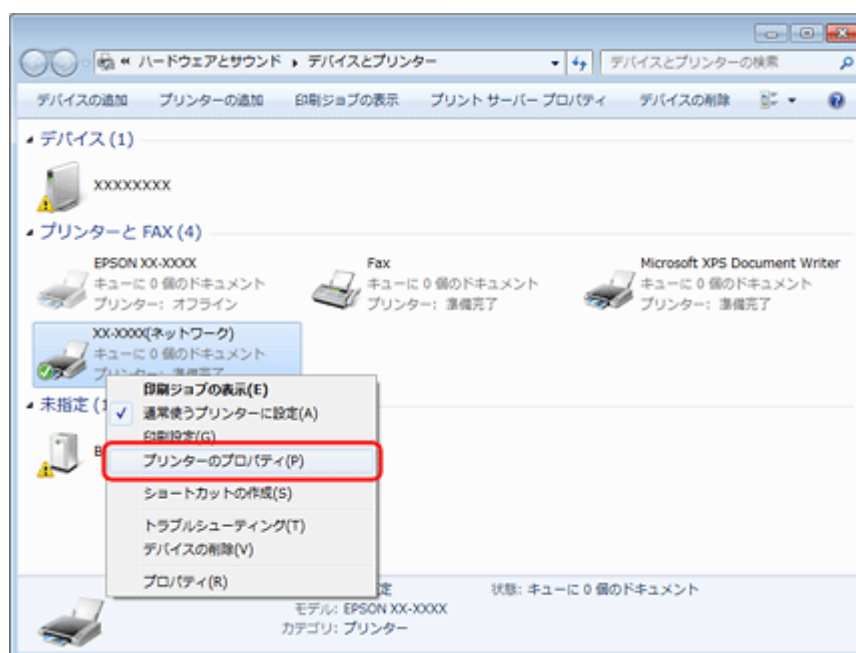 « ハードウェアとサウンド ▸ デバイスとプリンター
デバイスとプリンターの検索
デバイスの追加 プリンターの追加 印刷ジョブの表示 プリント サーバー プロパティ デバイスの削除
デバイス (1)
XXXXXXXX
プリンターと FAX (4)
EPSON XX-XXXX
キューに 0 個のドキュメント
プリンター: オフライン
Fax
キューに 0 個のドキュメント
プリンター: 準備完了
Microsoft XPS Document Writer
キューに 0 個のドキュメント
プリンター: 準備完了
XX-XXXX(ネットワーク)
キューに 0 個のドキュメント
プリンター: 準備完了
印刷ジョブの表示(E)
通常使うプリンターに設定(A)
印刷設定(G)
プリンターのプロパティ(P)
ショートカットの作成(S)
トラブルシューティング(T)
デバイスの削除(V)
プロパティ(R)
未指定 (1
B
定
状態: キューに 0 個のドキュメント
モデル: EPSON XX-XXXX
カテゴリ: プリンター